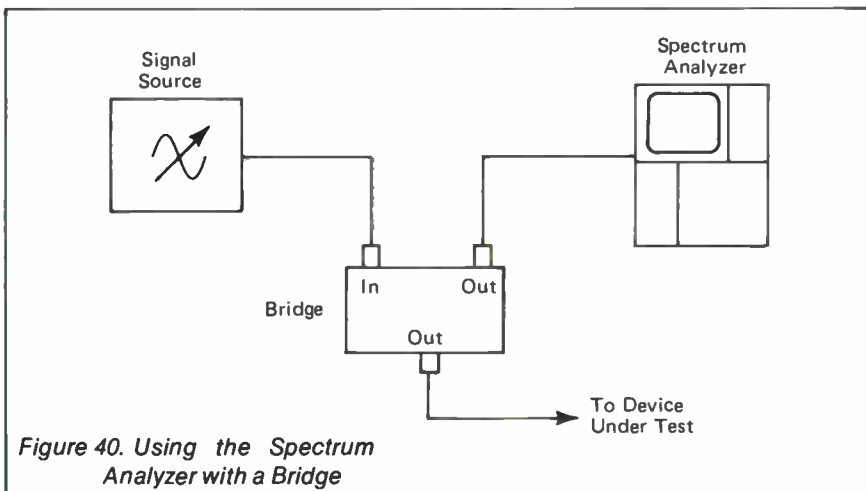 Signal
Source
Spectrum
Analyzer
In
Out
Bridge
Out
To Device
Under Test
Figure 40. Using the Spectrum
Analyzer with a Bridge